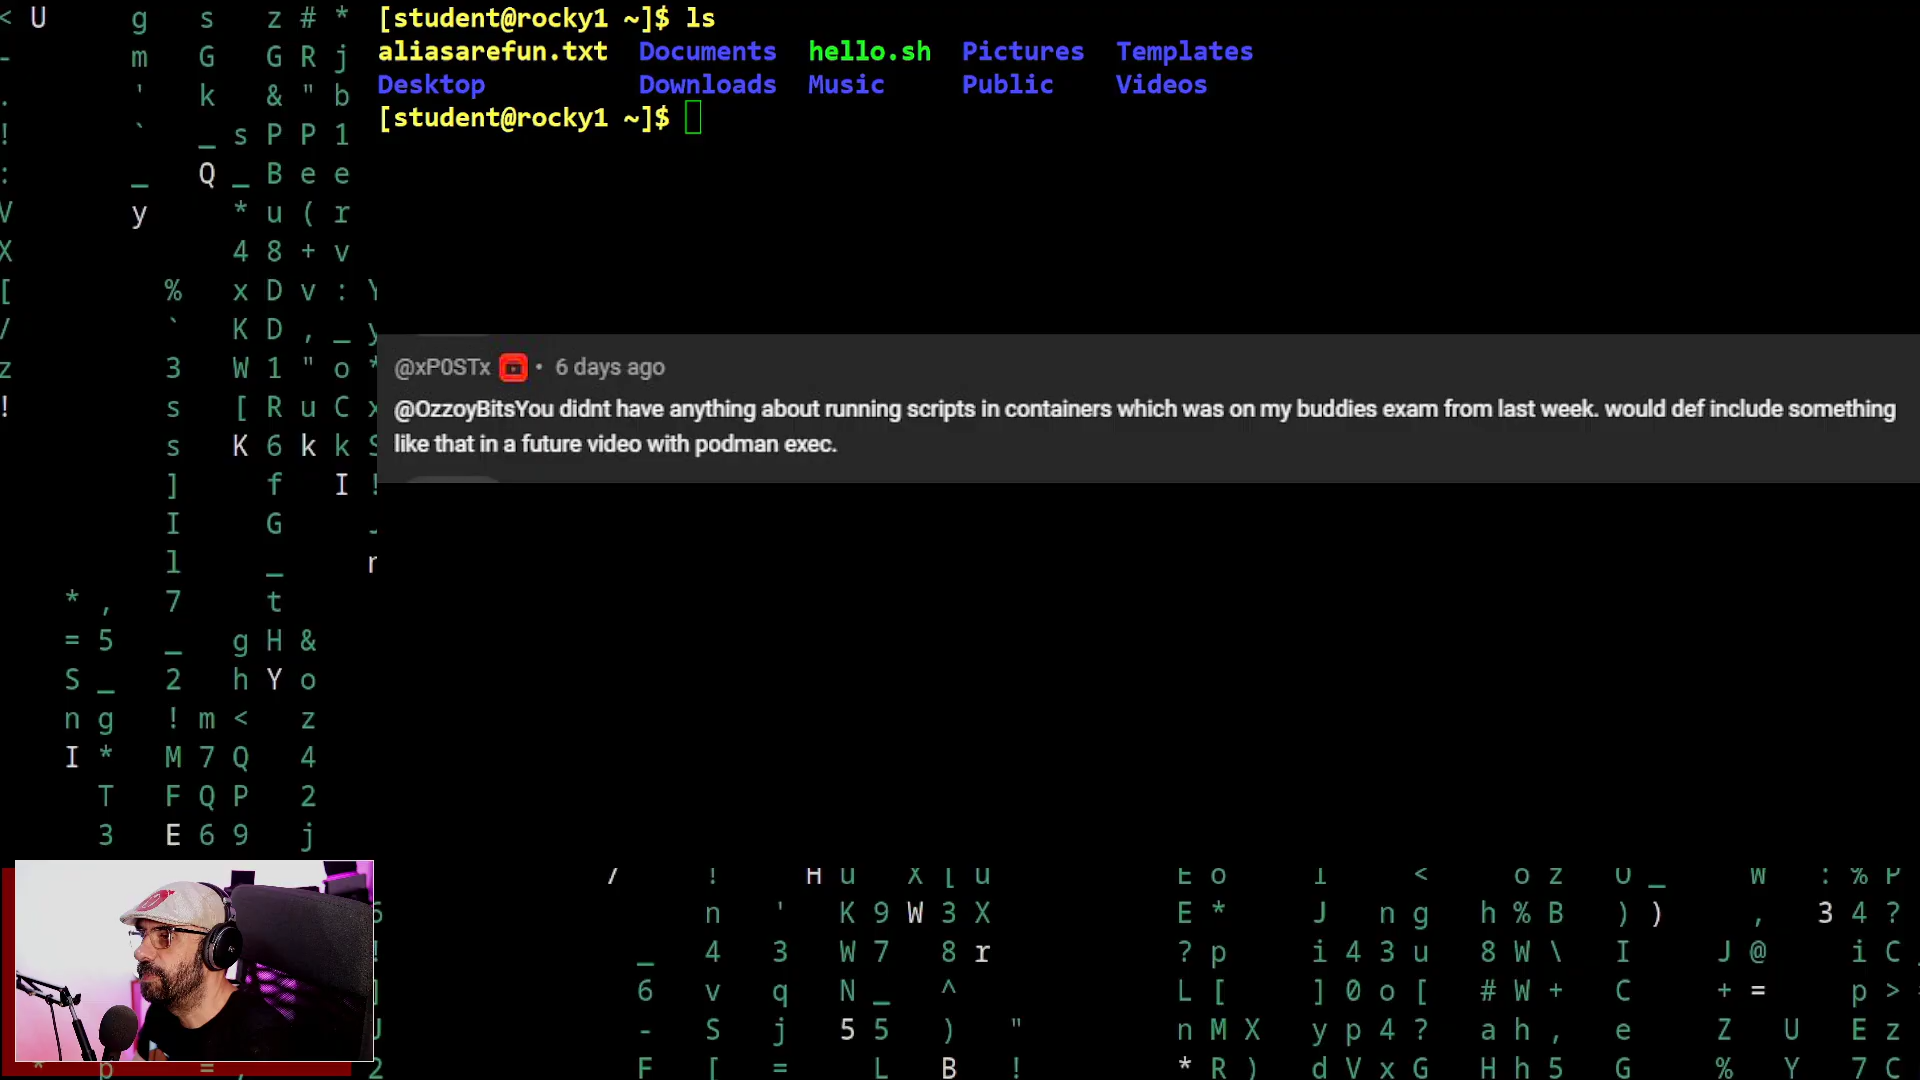 [student@rocky1 ~]$ ls
aliasarefun.txt Documents hello.sh Pictures Templates
Desktop Downloads Music Public Videos
[student@rocky1 ~]$
@xP0STx • 6 days ago
@OzzoyBitsYou didnt have anything about running scripts in containers which was on my buddies exam from last week. would def include something
like that in a future video with podman exec.